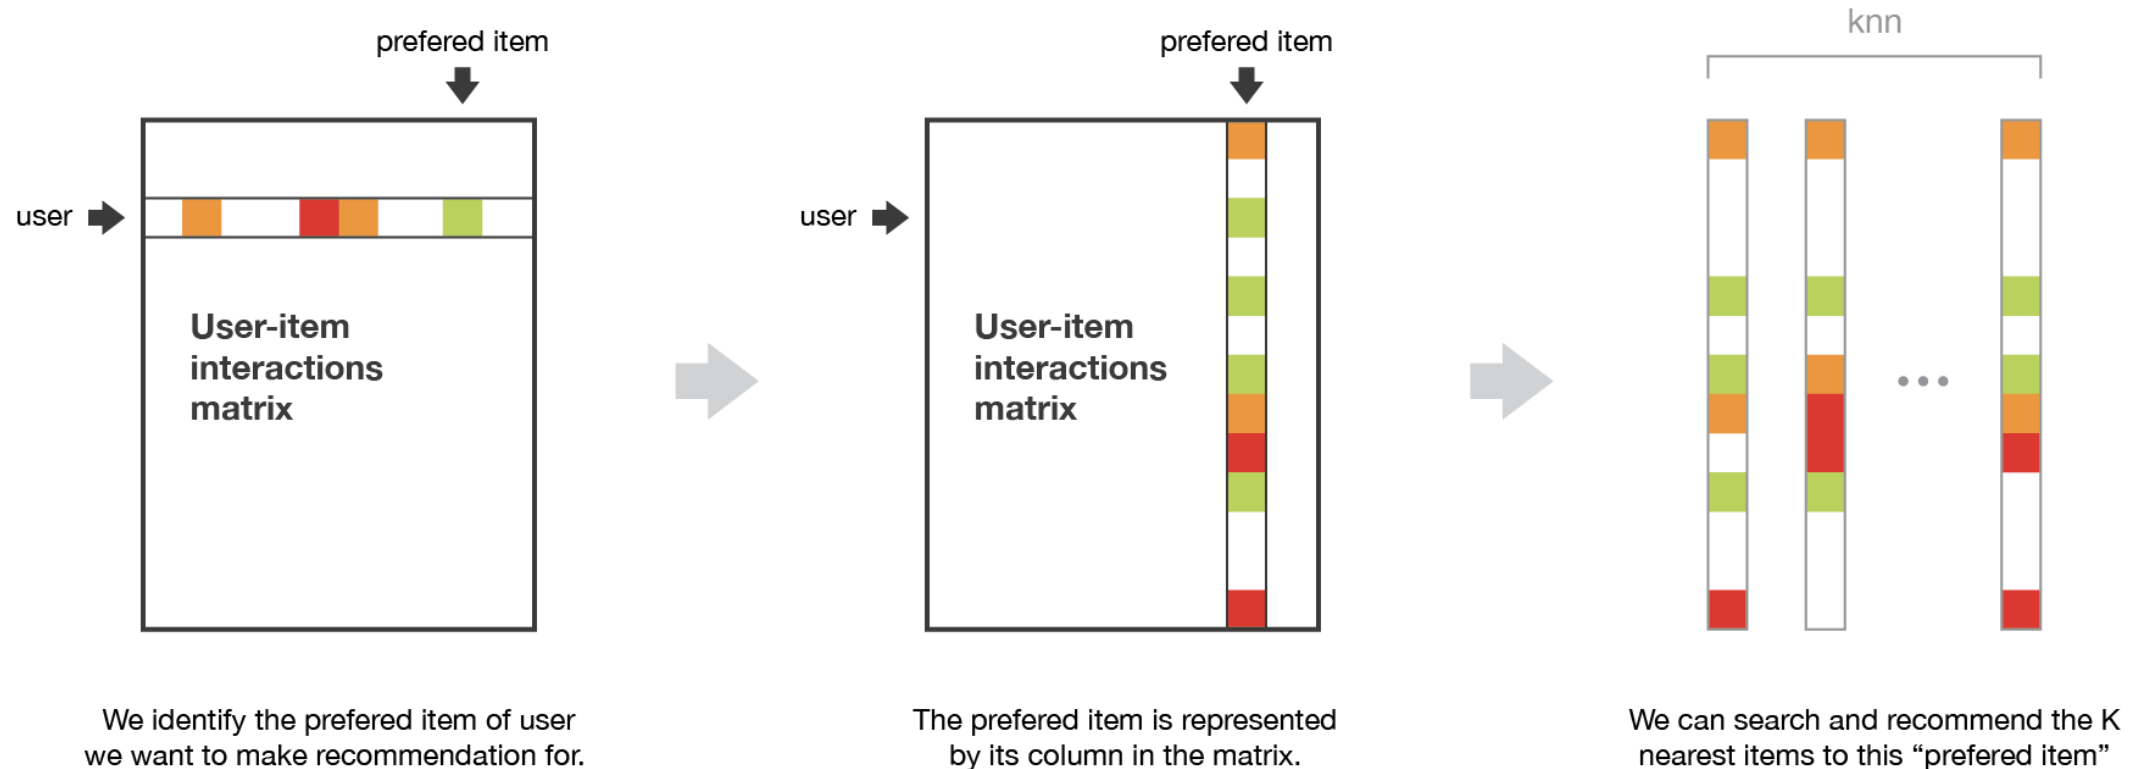 prefered item
user
User-item
interactions
matrix
We identify the prefered item of user
we want to make recommendation for.
prefered item
user
User-item
interactions
matrix
The prefered item is represented
by its column in the matrix.
knn
We can search and recommend the K
nearest items to this “prefered item”